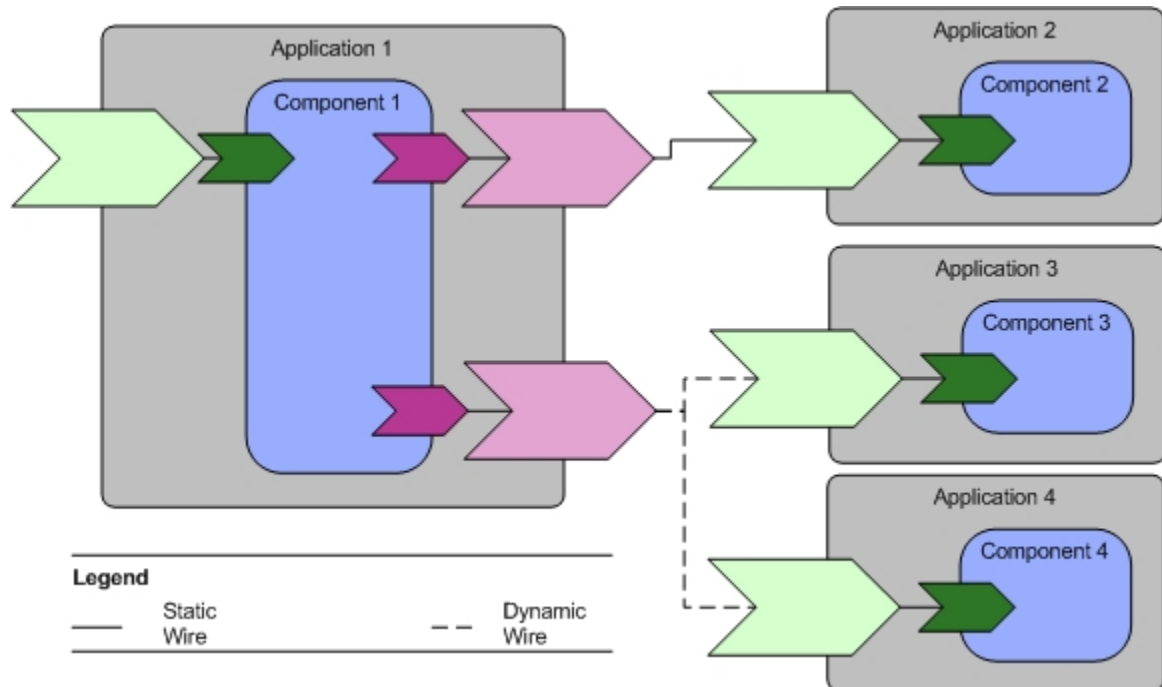 Application 1
Component 1
Application 2
Component 2
Application 3
Component 3
Application 4
Component 4
Legend
Static
Wire
Dynamic
Wire